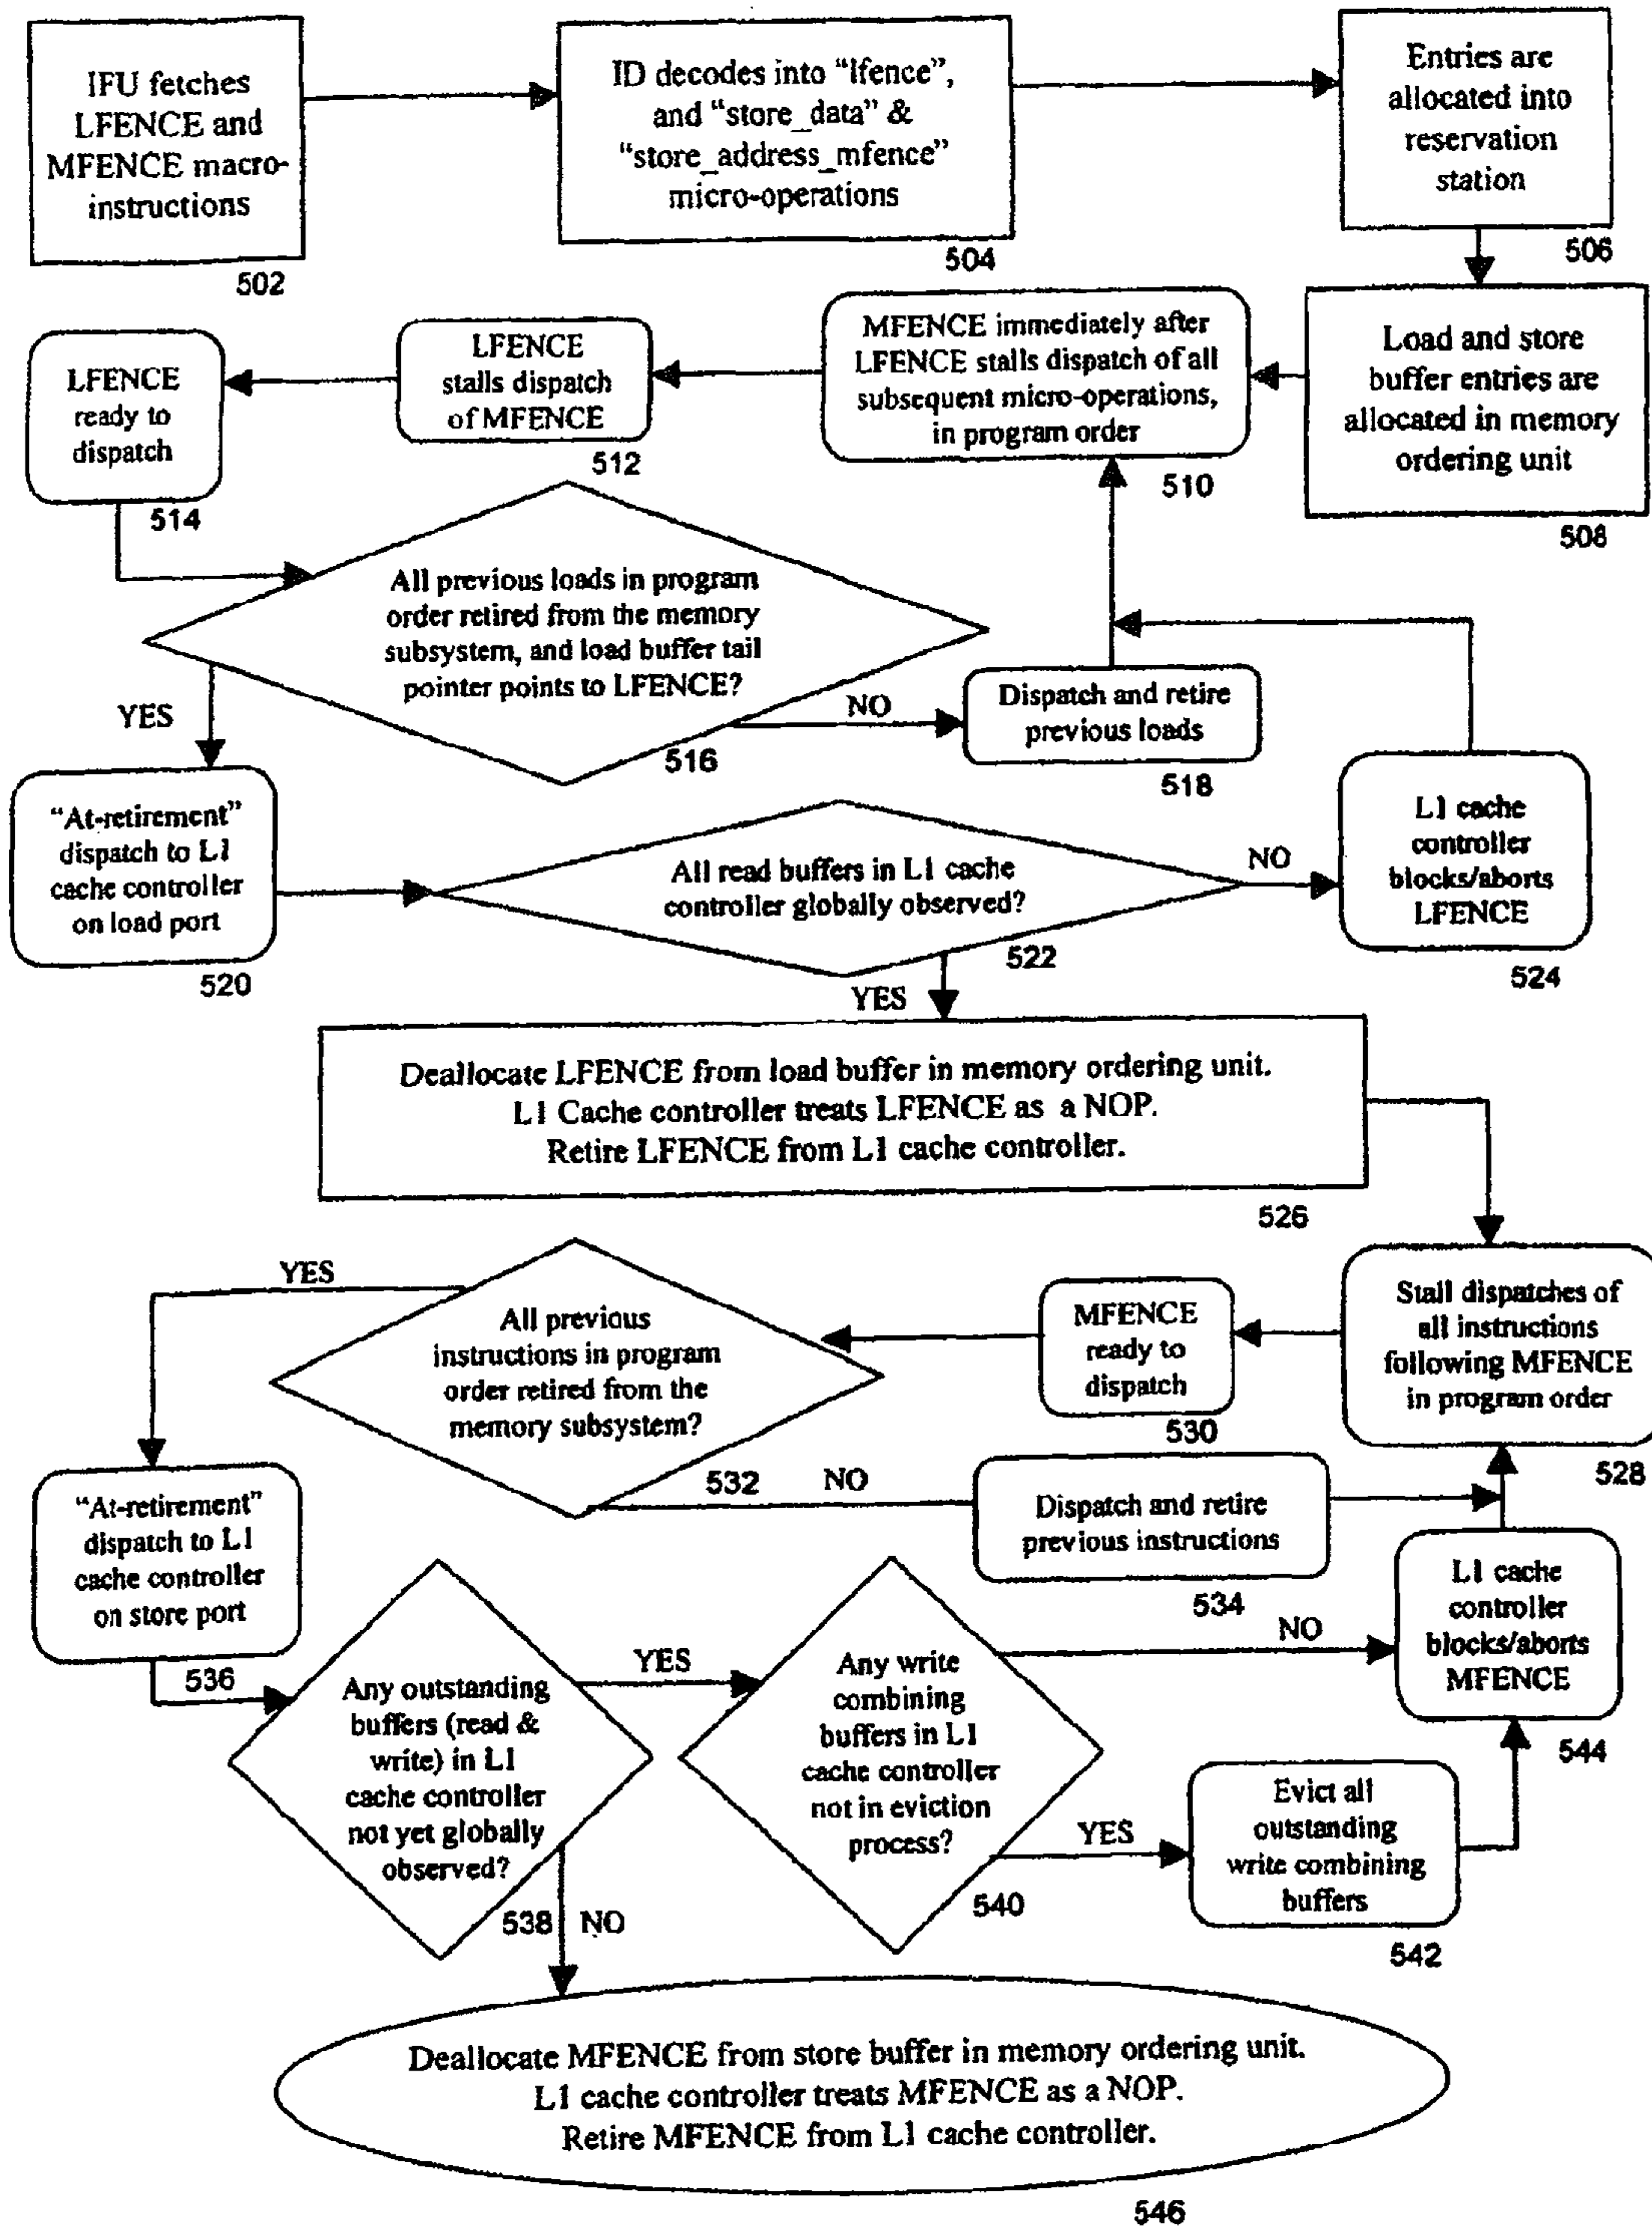 IFU fetches
LFENCE and
MFENCE macro-
instructions
502
ID decodes into “lfence”,
and “store_data” &
“store_address_mfence”
micro-operations
504
Entries are
allocated into
reservation
station
506
Load and store
buffer entries are
allocated in memory
ordering unit
508
MFENCE immediately after
LFENCE stalls dispatch of all
subsequent micro-operations,
in program order
510
LFENCE
stalls dispatch
of MFENCE
512
LFENCE
ready to
dispatch
514
All previous loads in program
order retired from the memory
subsystem, and load buffer tail
pointer points to LFENCE?
516
YES
NO
Dispatch and retire
previous loads
518
“At-retirement”
dispatch to L1
cache controller
on load port
520
All read buffers in L1 cache
controller globally observed?
522
NO
YES
L1 cache
controller
blocks/aborts
LFENCE
524
Deallocate LFENCE from load buffer in memory ordering unit.
L1 Cache controller treats LFENCE as a NOP.
Retire LFENCE from L1 cache controller.
526
Stall dispatches of
all instructions
following MFENCE
in program order
528
MFENCE
ready to
dispatch
530
All previous
instructions in program
order retired from the
memory subsystem?
532
YES
NO
Dispatch and retire
previous instructions
534
“At-retirement”
dispatch to L1
cache controller
on store port
536
Any outstanding
buffers (read &
write) in L1
cache controller
not yet globally
observed?
538
YES
NO
Any write
combining
buffers in L1
cache controller
not in eviction
process?
540
NO
YES
Evict all
outstanding
write combining
buffers
542
L1 cache
controller
blocks/aborts
MFENCE
544
Deallocate MFENCE from store buffer in memory ordering unit.
L1 cache controller treats MFENCE as a NOP.
Retire MFENCE from L1 cache controller.
546